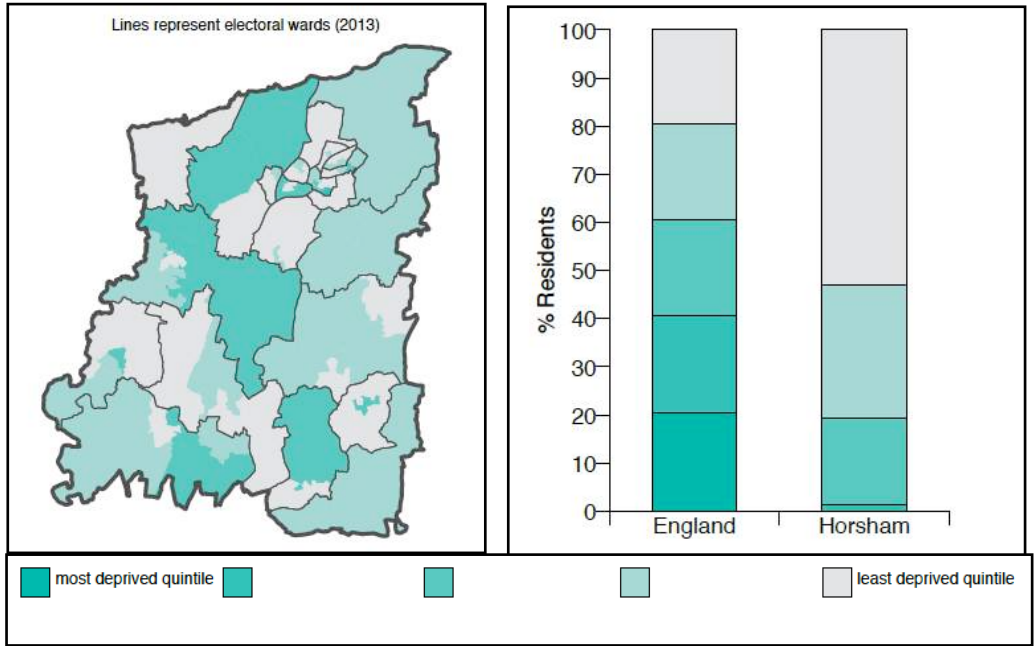 Lines represent electoral wards (2013)
% Residents
100
90
80
70
60
50
40
30
20
10
0
England Horsham
most deprived quintile least deprived quintile